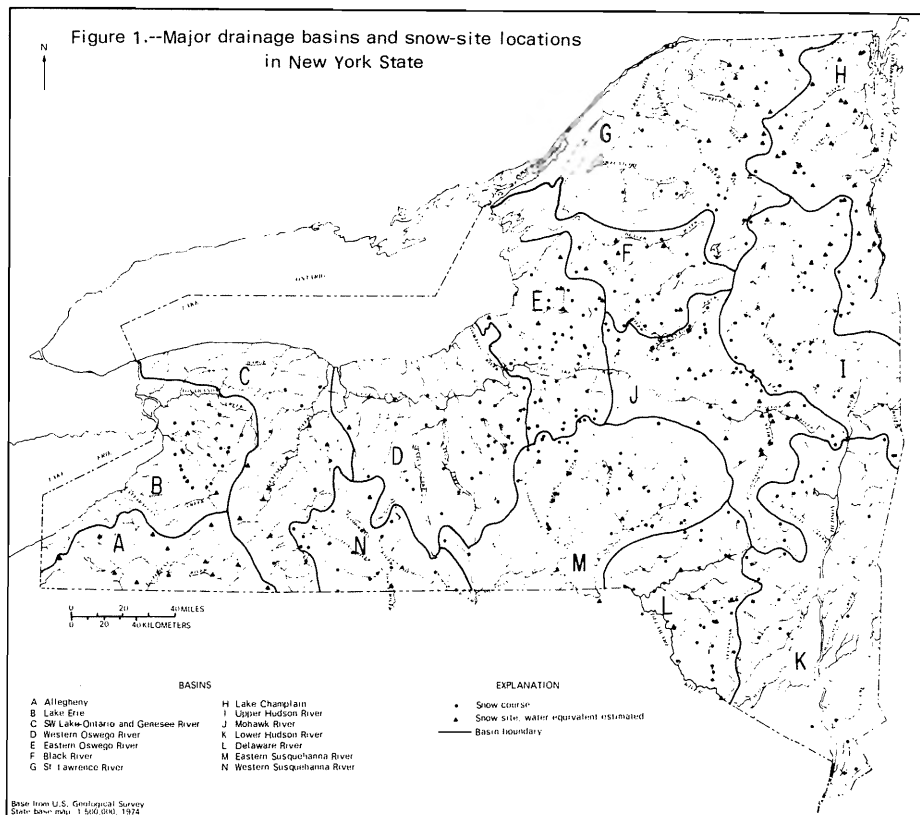 Figure 1.--Major drainage basins and snow-site locations
in New York State
N
H
G
F
E
LAKE
ONTARIO
C
I
J
D
LAKE
ERIE
B
A
N
M
L
K
0 20 40 MILES
0 20 40 KILOMETERS
BASINS
A Allegheny
B Lake Erie
C SW Lake-Ontario and Genesee River
D Western Oswego River
E Eastern Oswego River
F Black River
G St Lawrence River
H Lake Champlain
I Upper Hudson River
J Mohawk River
K Lower Hudson River
L Delaware River
M Eastern Susquehanna River
N Western Susquehanna River
EXPLANATION
Snow course
Snow site, water equivalent estimated
Basin boundary
Base from U.S. Geological Survey
State base map 1:500,000, 1974